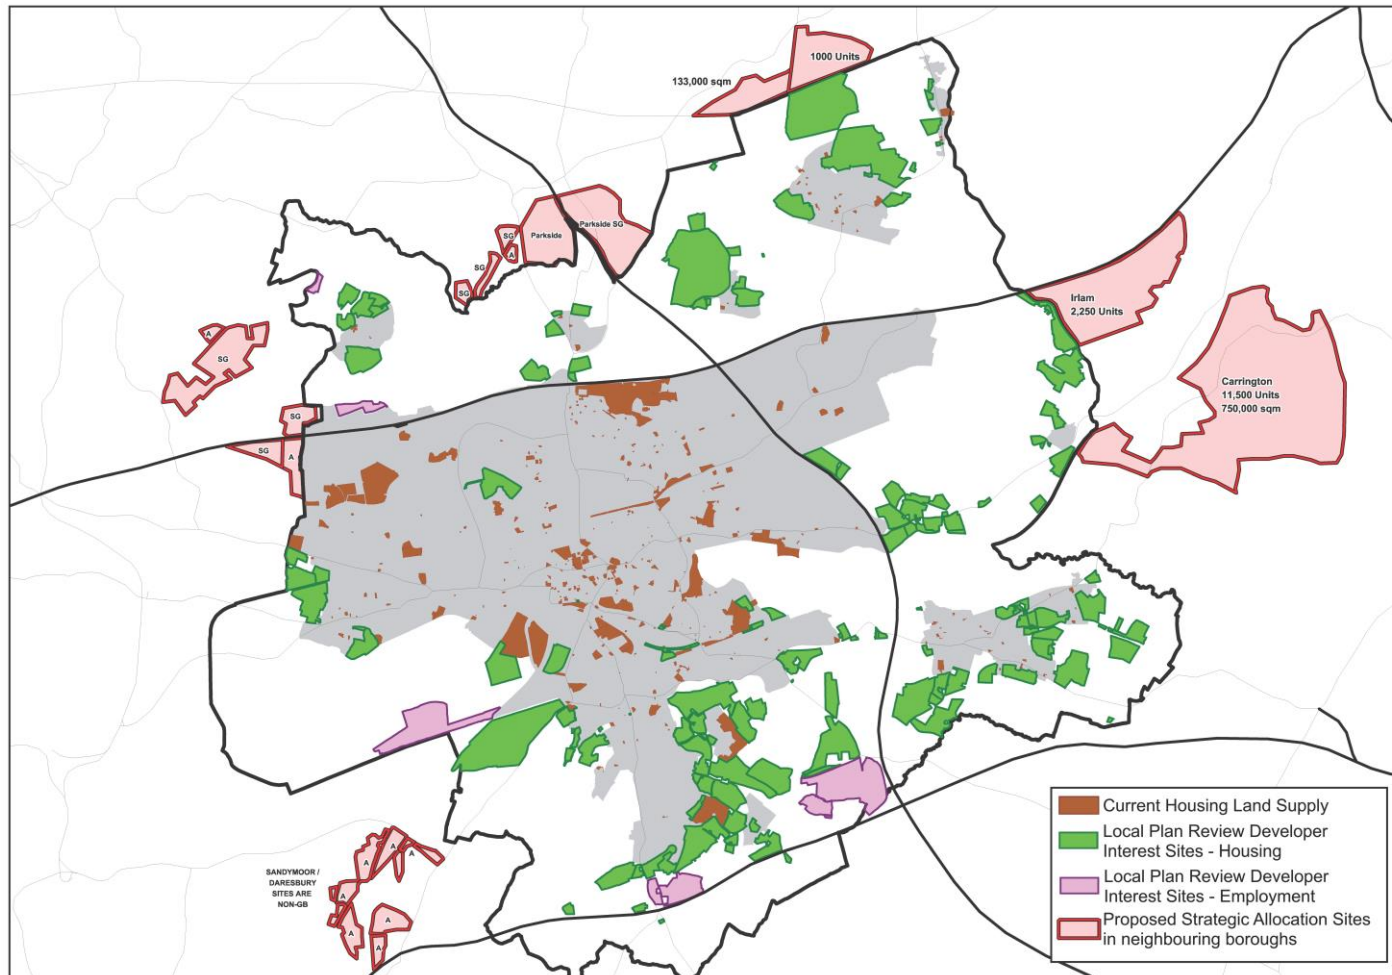 1000 Units
133,000 sqm
Parkside SG
Parkside
SG
A
SG
SG
Irlam
2,250 Units
A
SG
Carrington
11,500 Units
750,000 sqm
SG
SG
A
SANDYMOOR /
DARESBURY
SITES ARE
NON-GB
A
A
A
A
A
A
A
Current Housing Land Supply
Local Plan Review Developer
Interest Sites - Housing
Local Plan Review Developer
Interest Sites - Employment
Proposed Strategic Allocation Sites
in neighbouring boroughs